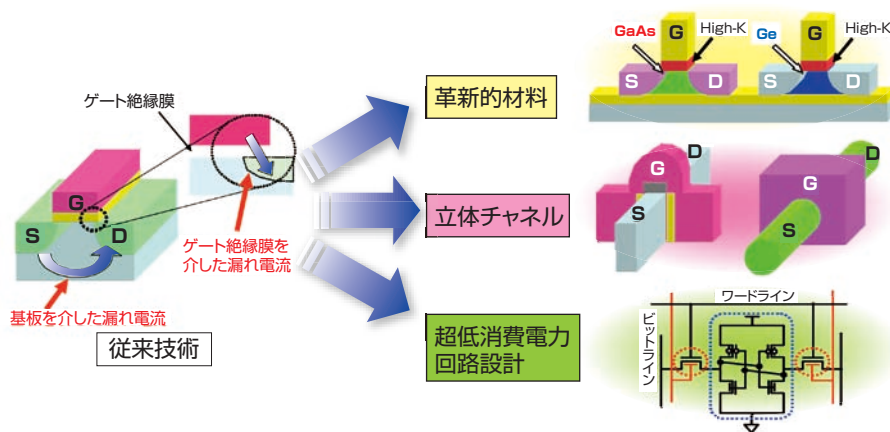 ゲート絶縁膜
G
S
D
ゲート絶縁膜を
介した漏れ電流
基板を介した漏れ電流
従来技術
革新的材料
GaAs
G
High-K
S
D
Ge
G
High-K
S
D
立体チャネル
D
G
S
D
G
S
超低消費電力
回路設計
ワードライン
ビットライン